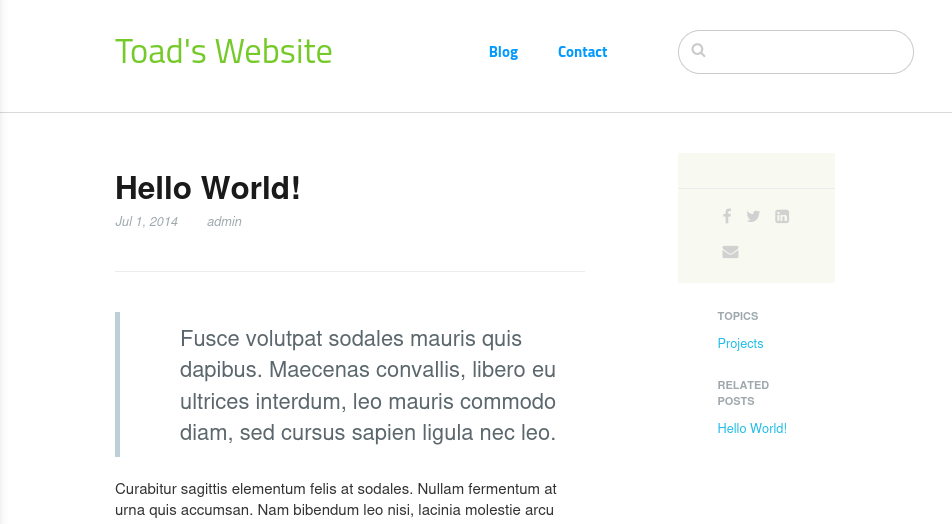 Toad's Website
Blog
Contact
Hello World!
Jul 1, 2014 admin
Fusce volutpat sodales mauris quis
dapibus. Maecenas convallis, libero eu
ultrices interdum, leo mauris commodo
diam, sed cursus sapien ligula nec leo.
Curabitur sagittis elementum felis at sodales. Nullam fermentum at
urna quis accumsan. Nam bibendum leo nisi, lacinia molestie arcu
TOPICS
Projects
RELATED
POSTS
Hello World!